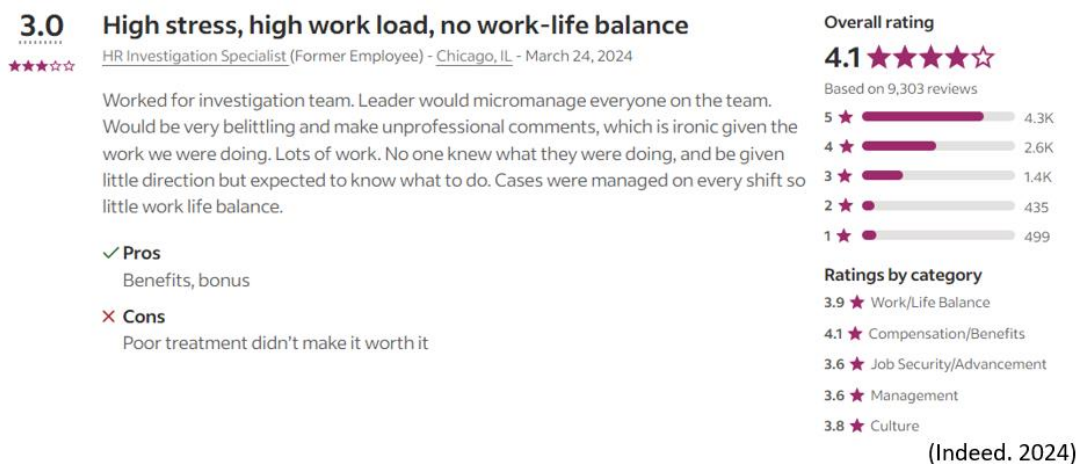 3.0
High stress, high work load, no work-life balance
HR Investigation Specialist (Former Employee) - Chicago, IL - March 24, 2024
Worked for investigation team. Leader would micromanage everyone on the team.
Would be very belittling and make unprofessional comments, which is ironic given the
work we were doing. Lots of work. No one knew what they were doing, and be given
little direction but expected to know what to do. Cases were managed on every shift so
little work life balance.
Pros
Benefits, bonus
Cons
Poor treatment didn't make it worth it
Overall rating
4.1
Based on 9,303 reviews
5 4.3K
4 2.6K
3 1.4K
2 435
1 499
Ratings by category
3.9 Work/Life Balance
4.1 Compensation/Benefits
3.6 Job Security/Advancement
3.6 Management
3.8 Culture
(Indeed. 2024)